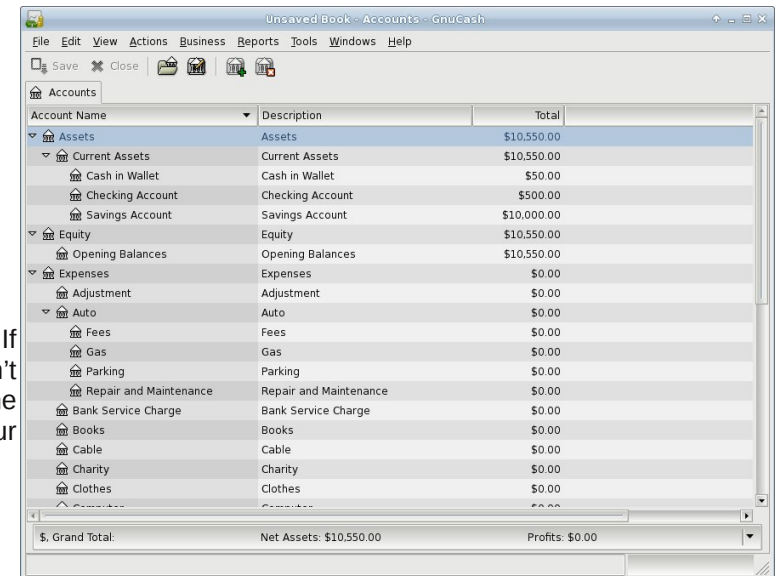 Unsaved Book - Accounts - GnuCash
File Edit View Actions Business Reports Tools Windows Help
Save Close
Accounts
Account Name Description Total
Assets Assets $10,550.00
Current Assets Current Assets $10,550.00
Cash in Wallet Cash in Wallet $50.00
Checking Account Checking Account $500.00
Savings Account Savings Account $10,000.00
Equity Equity $10,550.00
Opening Balances Opening Balances $10,550.00
Expenses Expenses $0.00
Adjustment Adjustment $0.00
Auto Auto $0.00
If
Fees Fees $0.00
Gas Gas $0.00
Parking Parking $0.00
Repair and Maintenance Repair and Maintenance $0.00
Bank Service Charge Bank Service Charge $0.00
Books Books $0.00
Cable Cable $0.00
Charity Charity $0.00
Clothes Clothes $0.00
$, Grand Total: Net Assets: $10,550.00 Profits: $0.00